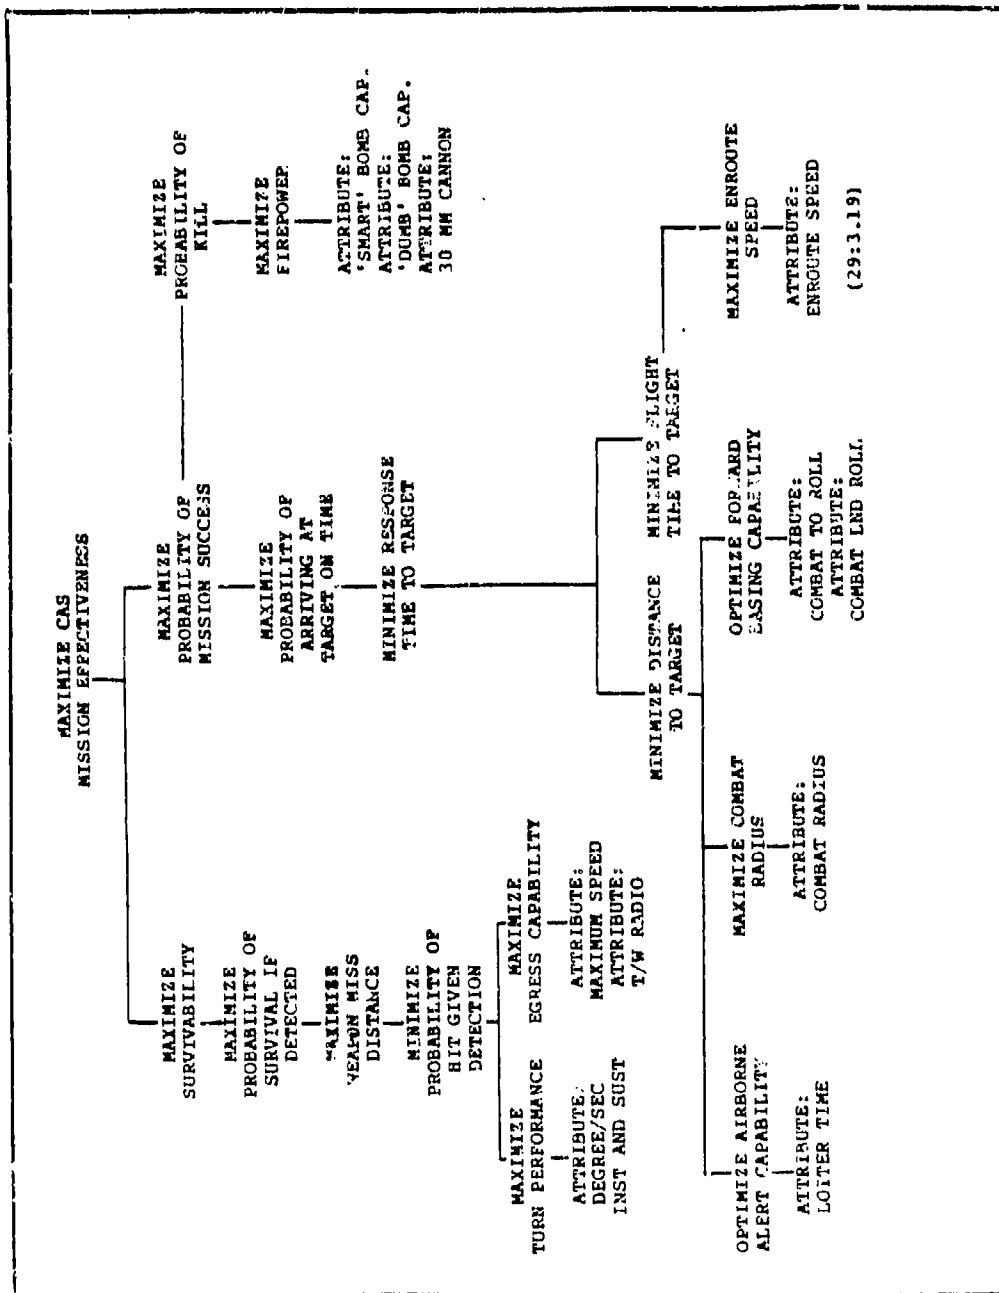 MAXIMIZE CAS
MISSION EFFECTIVENESS
MAXIMIZE
SURVIVABILITY
MAXIMIZE
PROBABILITY OF
SURVIVAL IF
DETECTED
MAXIMIZE
WEAPON MISS
DISTANCE
MINIMIZE
PROBABILITY OF
HIT GIVEN
DETECTION
MAXIMIZE
TURN PERFORMANCE
ATTRIBUTE:
DEGREE/SEC
INST AND SUST
MAXIMIZE
EGRESS CAPABILITY
ATTRIBUTE:
MAXIMUM SPEED
ATTRIBUTE:
T/W RADIO
MAXIMIZE
PROBABILITY OF
MISSION SUCCESS
MAXIMIZE
PROBABILITY OF
ARRIVING AT
TARGET ON TIME
MINIMIZE RESPONSE
TIME TO TARGET
MAXIMIZE
PROBABILITY OF
KILL
MAXIMIZE
FIREPOWER
ATTRIBUTE:
'SMART' BOMB CAP.
ATTRIBUTE:
'DUMB' BOMB CAP.
ATTRIBUTE:
30 MM CANNON
MINIMIZE DISTANCE
TO TARGET
MINIMIZE FLIGHT
TIME TO TARGET
OPTIMIZE AIRBORNE
ALERT CAPABILITY
ATTRIBUTE:
LOITER TIME
MAXIMIZE COMBAT
RADIUS
ATTRIBUTE:
COMBAT RADIUS
OPTIMIZE FORWARD
BASING CAPABILITY
ATTRIBUTE:
COMBAT TO ROLL
ATTRIBUTE:
COMBAT LND ROLL
MAXIMIZE ENROUTE
SPEED
ATTRIBUTE:
ENROUTE SPEED
(29:3.19)